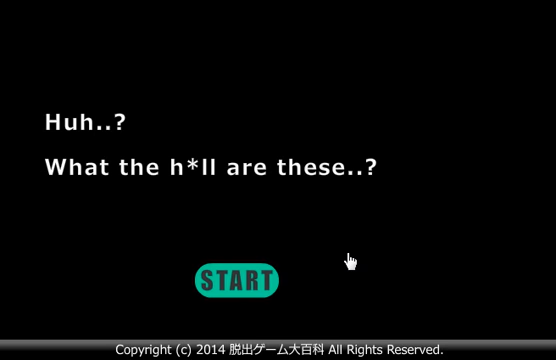 Huh..?
What the h*ll are these..?
START
Copyright (c) 2014 脱出ゲーム大百科 All Rights Reserved.